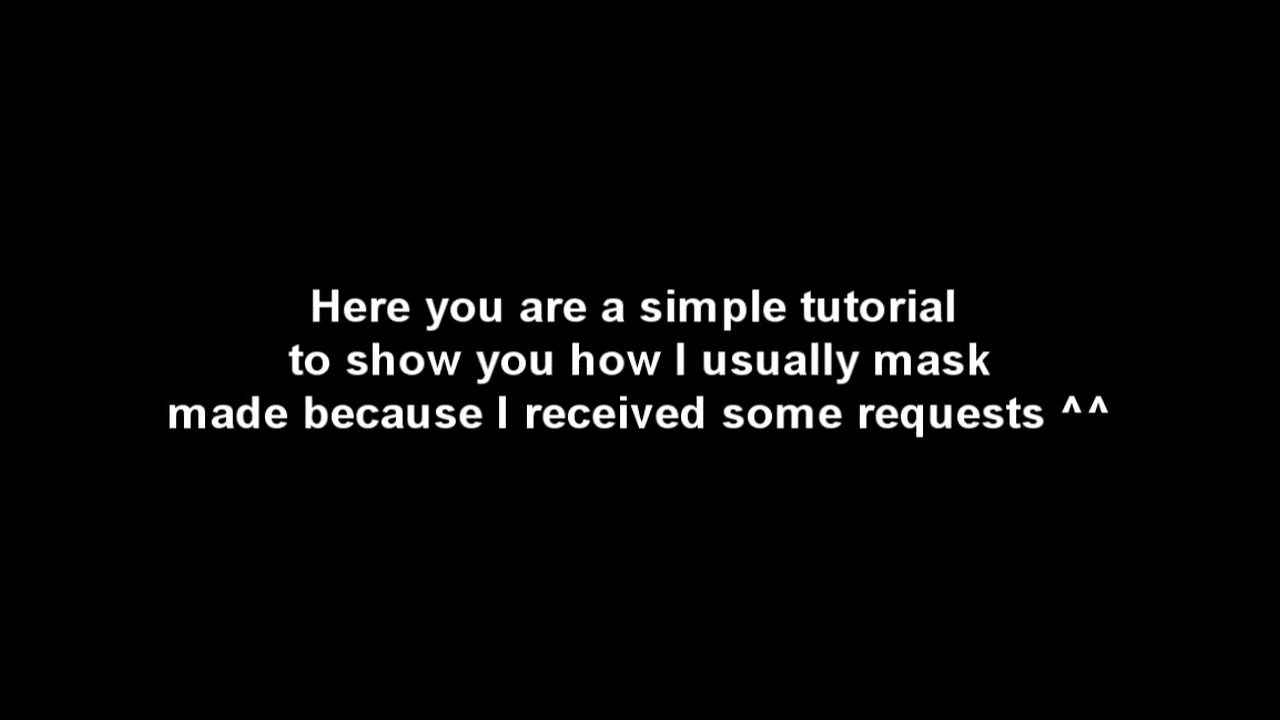 Here you are a simple tutorial
to show you how I usually mask
made because I received some requests ^^